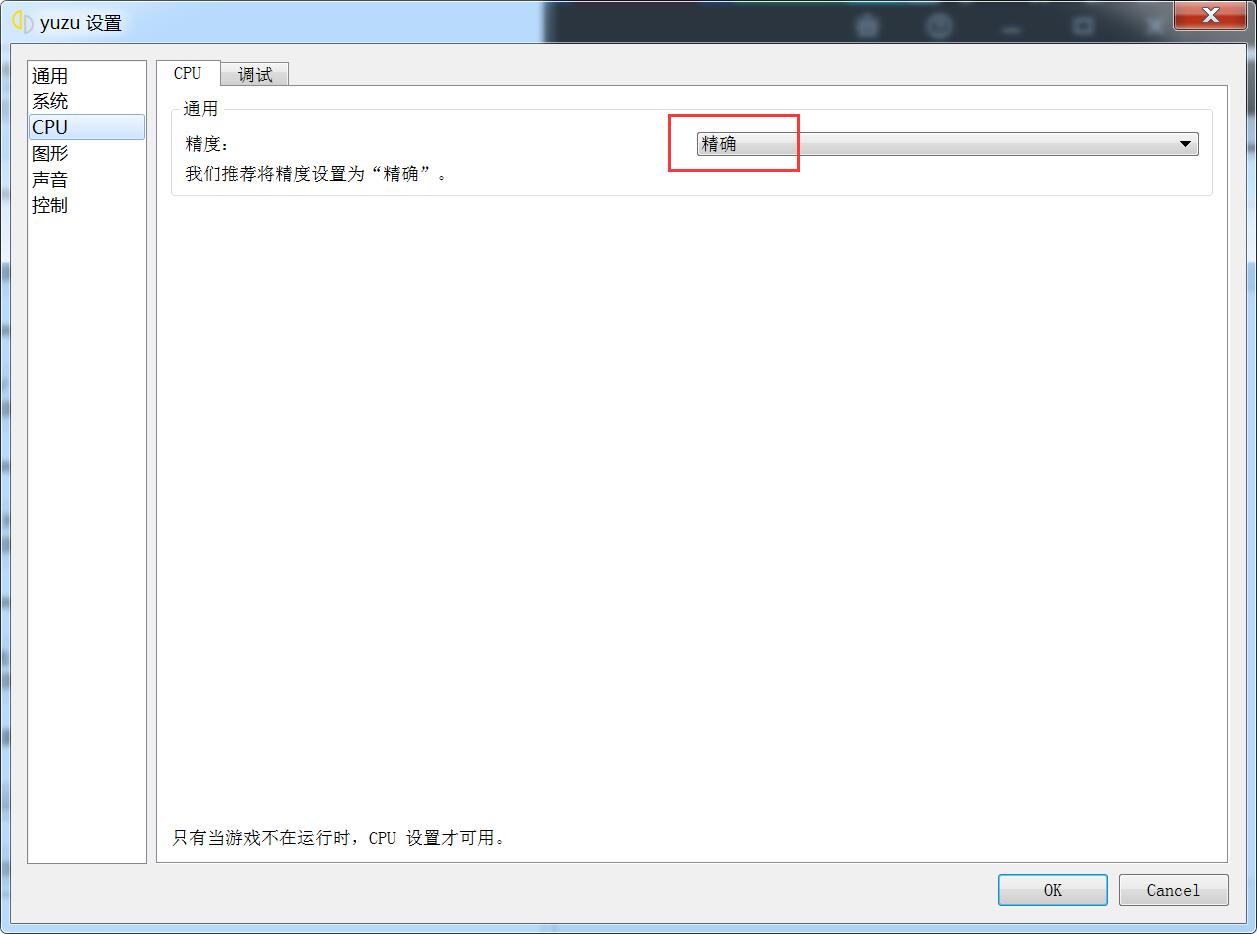 yuzu 设置
通用
系统
CPU
图形
声音
控制
CPU
调试
通用
精度：
精确
我们推荐将精度设置为“精确”。
只有当游戏不在运行时，CPU 设置才可用。
OK
Cancel